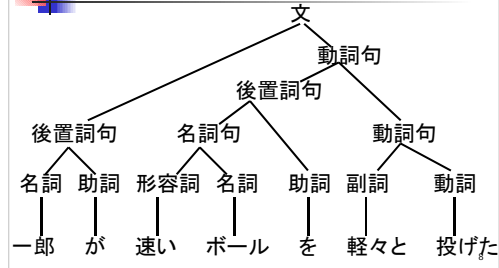 文
動詞句
後置詞句
後置詞句 名詞句 動詞句
名詞 助詞 形容詞 名詞 助詞 副詞 動詞
一郎 が 速い ボール を 軽々と 投げた
8